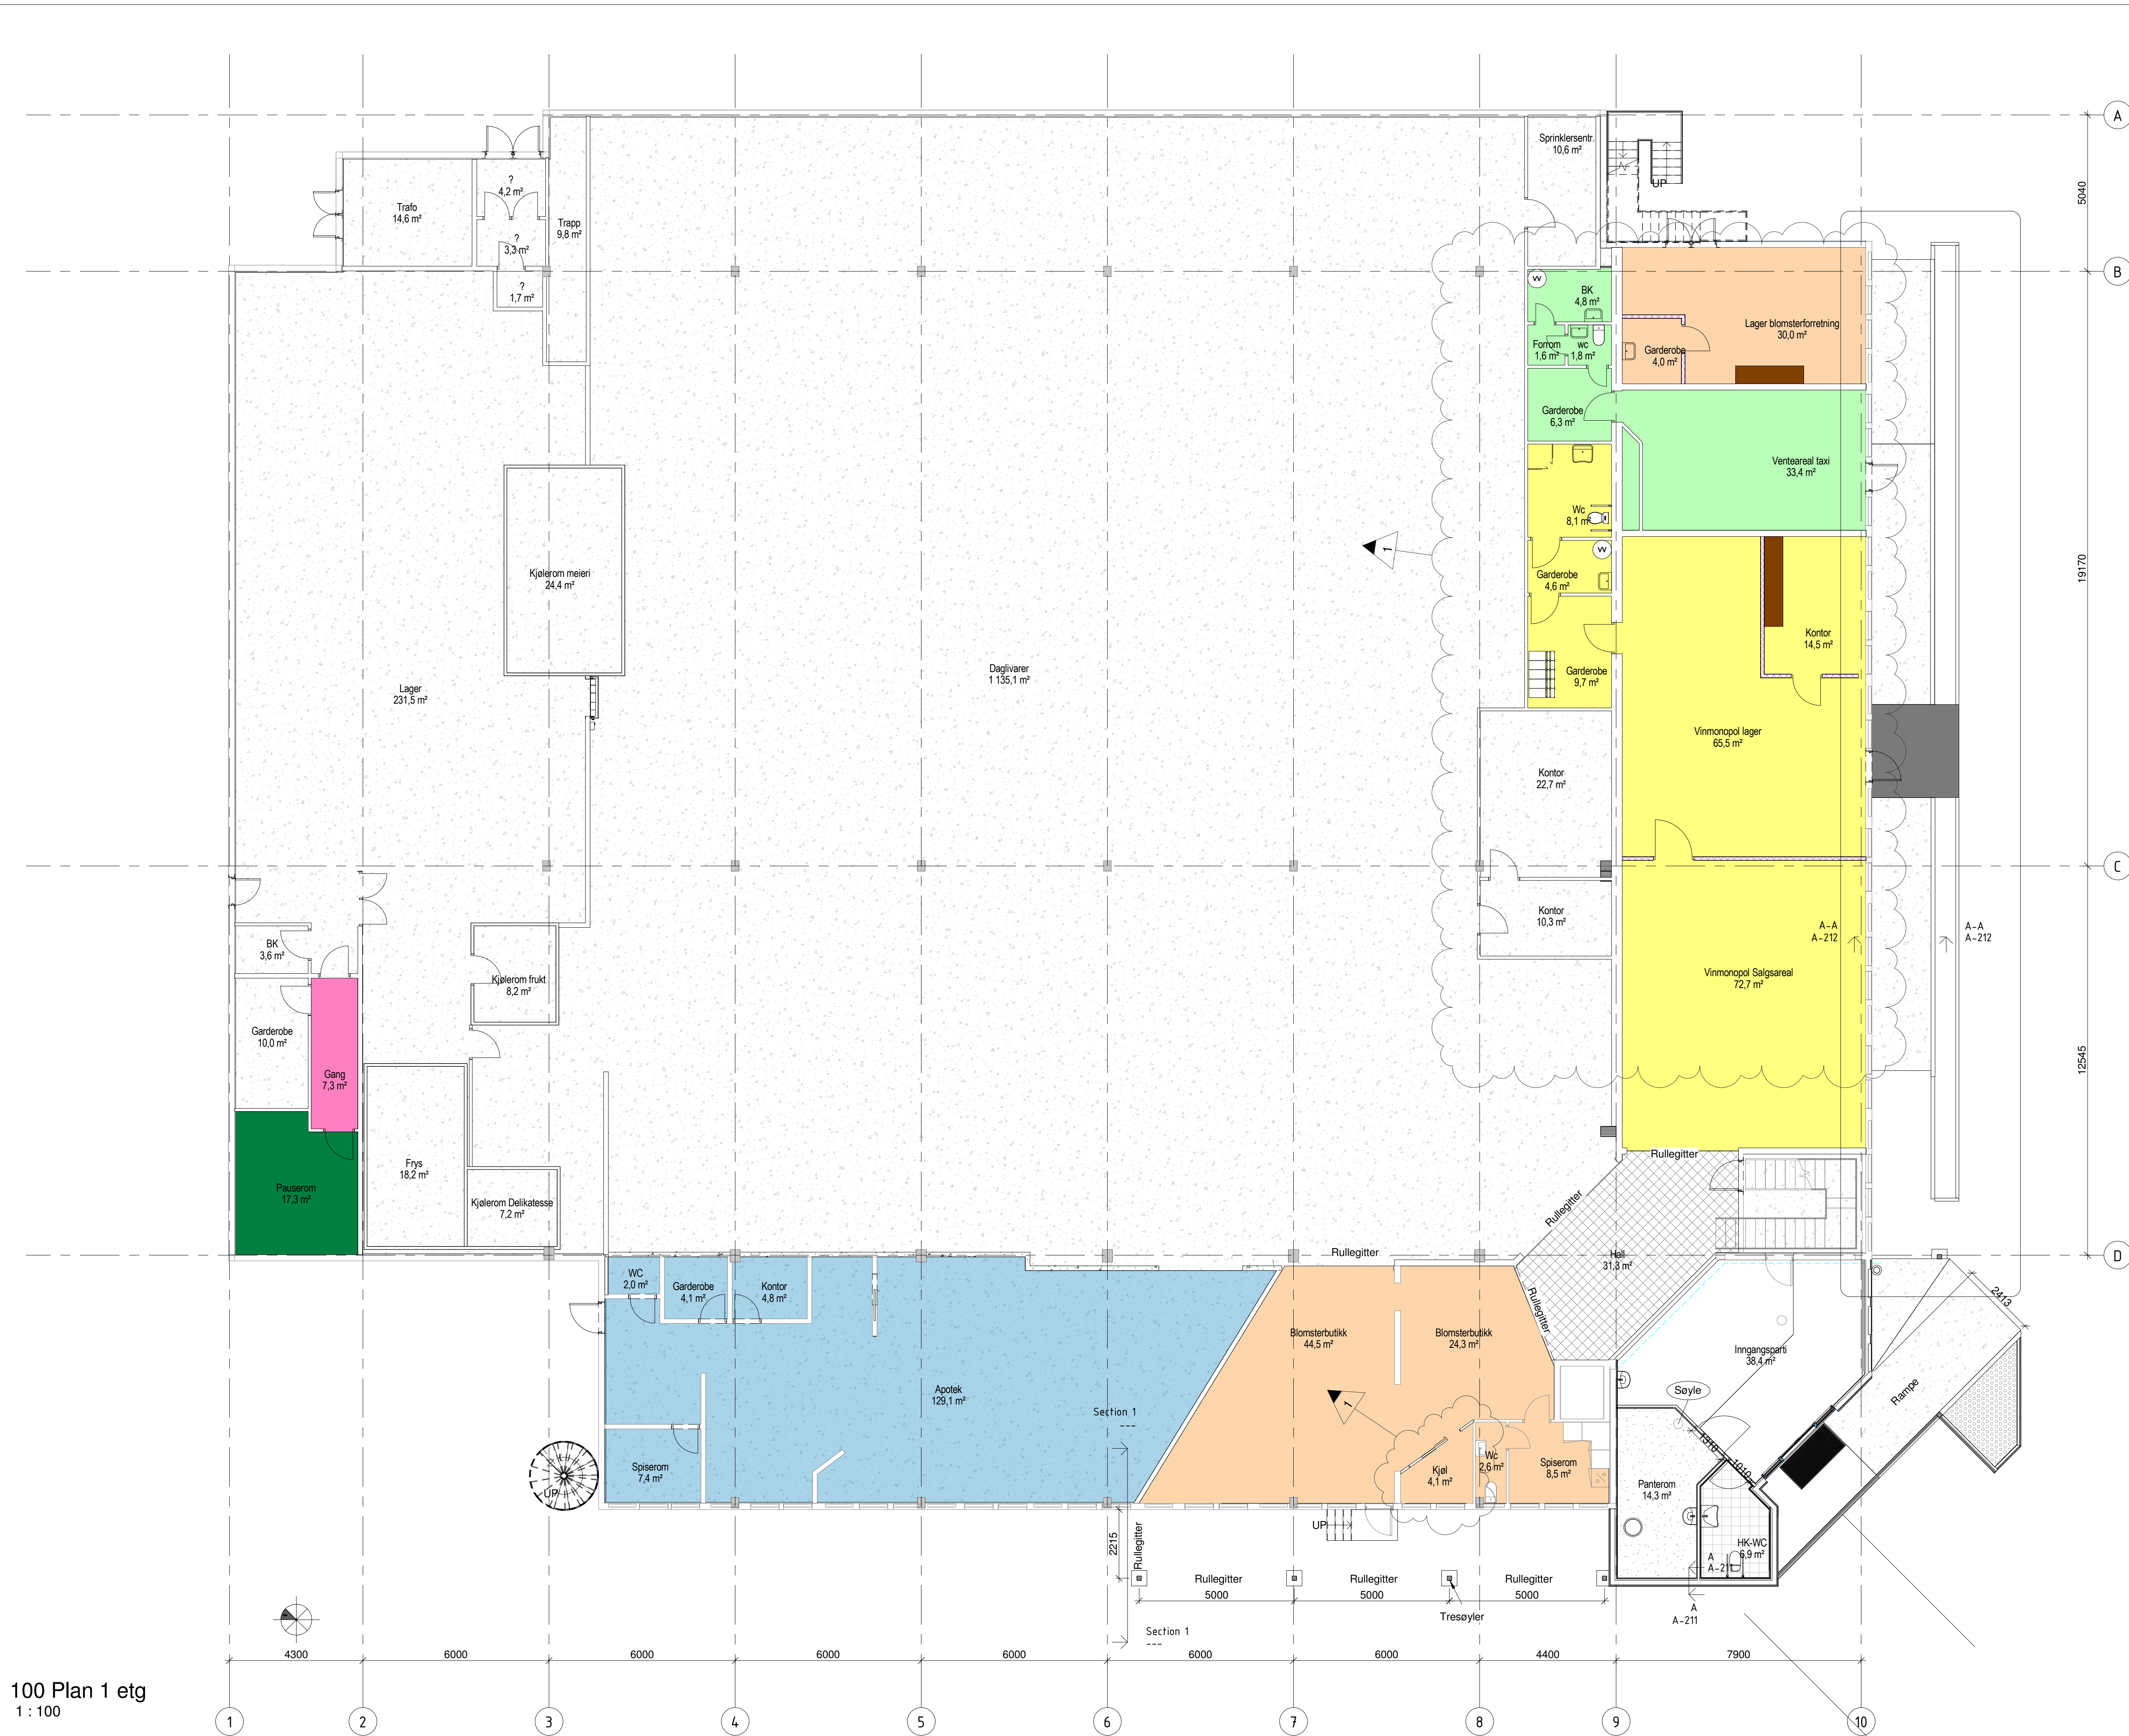 A
Sprinklersentr.
10,6 m²
UP
5040
?
4,2 m²
Trafo
14,6 m²
Trapp
9,8 m²
?
3,3 m²
B
?
1,7 m²
VV
BK
4,8 m²
Lager blomsterforretning
30,0 m²
Forrom
1,6 m²
wc
1,8 m²
Garderobe
4,0 m²
Garderobe
6,3 m²
Venteareal taxi
33,4 m²
Wc
8,1 m²
1
VV
Kjølerom meieri
24,4 m²
Garderobe
4,6 m²
19170
Kontor
14,5 m²
Daglivarer
1 135,1 m²
Garderobe
9,7 m²
Lager
231,5 m²
Vinmonopol lager
65,5 m²
Kontor
22,7 m²
C
Kontor
10,3 m²
A-A
A-212
A-A
A-212
BK
3,6 m²
Vinmonopol Salgsareal
72,7 m²
Kjølerom frukt
8,2 m²
Garderobe
10,0 m²
12545
Gang
7,3 m²
Rullegitter
Frys
18,2 m²
Pauserom
17,3 m²
Kjølerom Delikatesse
7,2 m²
Rullegitter
Rullegitter
Hall
31,3 m²
D
WC
2,0 m²
Garderobe
4,1 m²
Kontor
4,8 m²
2413
Rullegitter
Blomsterbutikk
44,5 m²
Blomsterbutikk
24,3 m²
Inngangsparti
38,4 m²
Apotek
129,1 m²
Søyle
Rampe
1
Section 1
---
1310
Wc
2,6 m²
Spiserom
8,5 m²
Spiserom
7,4 m²
Kjøl
4,1 m²
1010
Panterom
14,3 m²
UP
UP
2215
Rullegitter
HK-WC
6,9 m²
A
A-211
Rullegitter
Rullegitter
Rullegitter
5000
5000
5000
Tresøyler
A
A-211
Section 1
---
4300
6000
6000
6000
6000
6000
6000
4400
7900
100 Plan 1 etg
1 : 100
1
2
3
4
5
6
7
8
9
10